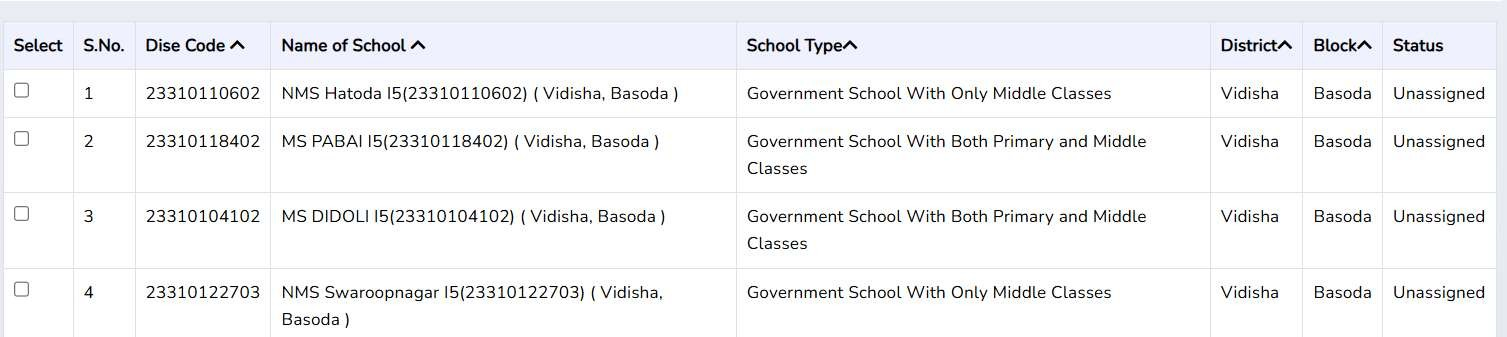 Select S.No. Dise Code Name of School School Type District Block Status
1 23310110602 NMS Hatoda I5(23310110602) ( Vidisha, Basoda ) Government School With Only Middle Classes Vidisha Basoda Unassigned
2 23310118402 MS PABAI I5(23310118402) ( Vidisha, Basoda ) Government School With Both Primary and Middle Vidisha Basoda Unassigned
Classes
3 23310104102 MS DIDOLI I5(23310104102) ( Vidisha, Basoda ) Government School With Both Primary and Middle Vidisha Basoda Unassigned
Classes
4 23310122703 NMS Swaroopnagar I5(23310122703) ( Vidisha, Government School With Only Middle Classes Vidisha Basoda Unassigned
Basoda )